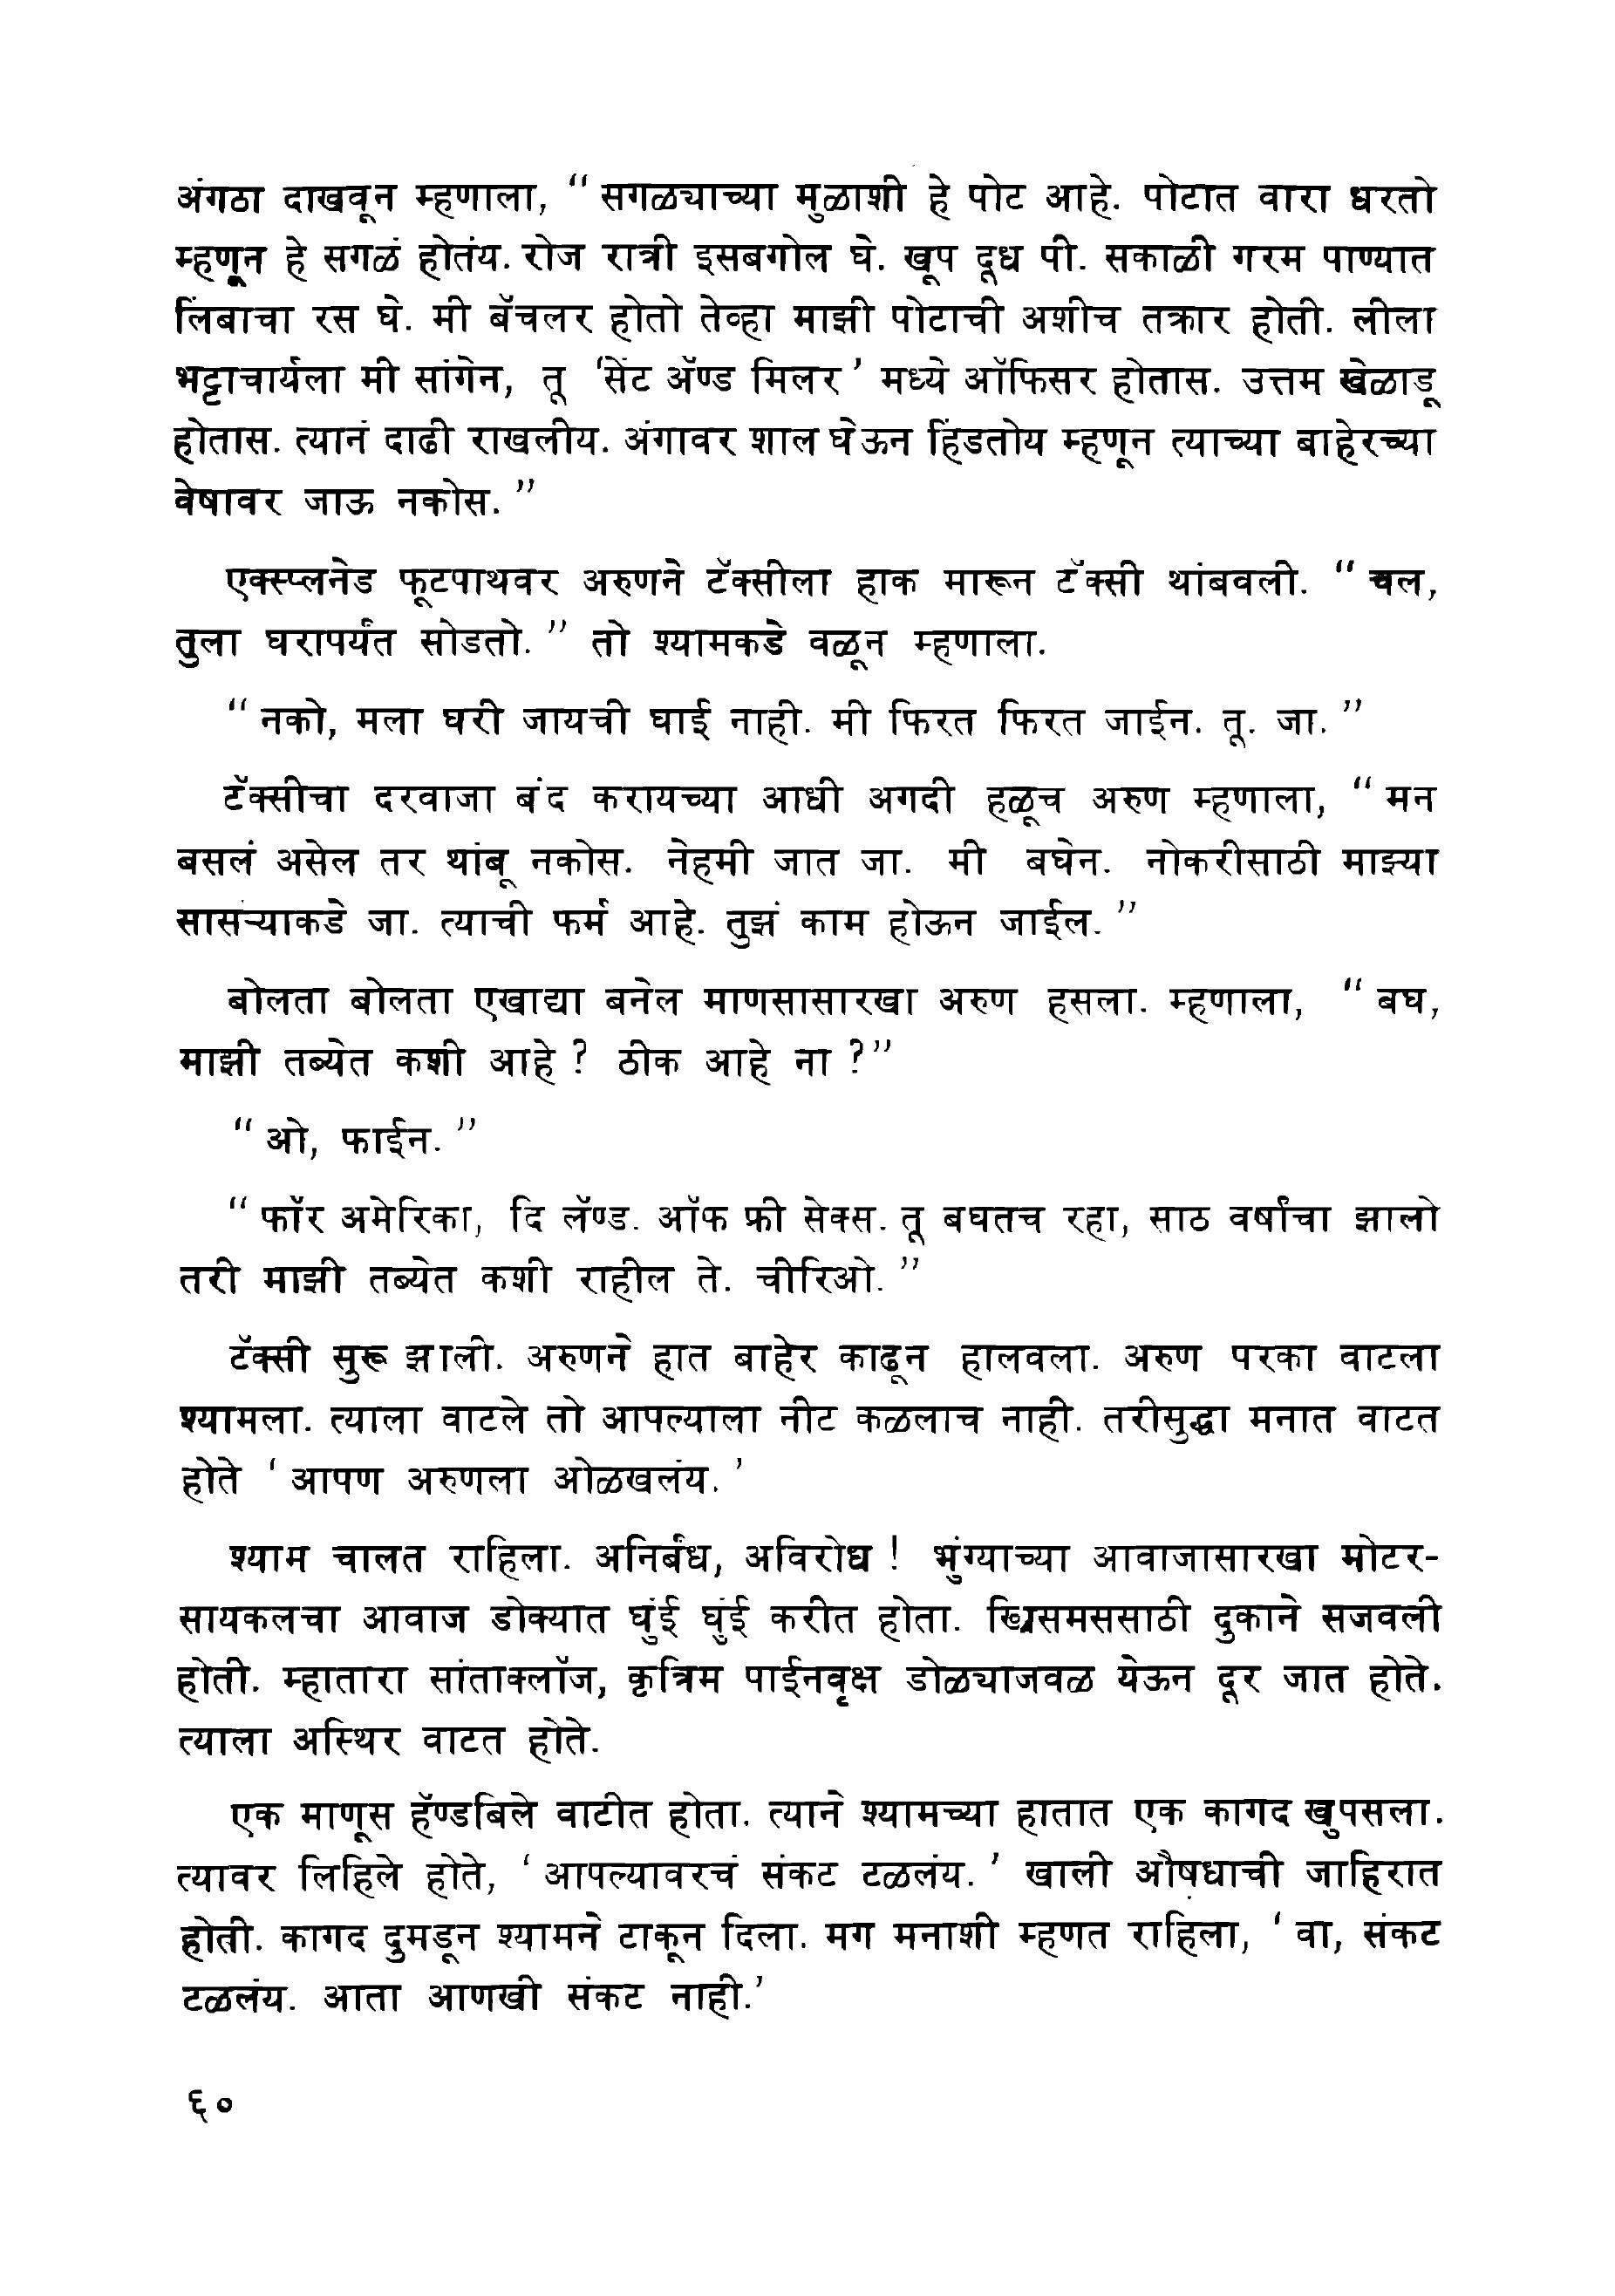 अंगठा दाखवून म्हणाला, “ सगळ्याच्या मुळाशी हे पोट आहे. पोटात वारा धरतो
म्हणून हे सगळं होतंय. रोज रात्री इसबगोल घे. खूप दूध पी. सकाळी गरम पाण्यात
लिंबाचा रस घे. मी बॅचलर होतो तेव्हा माझी पोटाची अशीच तक्रार होती. लीला
भट्टाचार्यला मी सांगेन, तू ‘सेंट अ‍ॅण्ड मिलर ’ मध्ये ऑफिसर होतास. उत्तम खेळाडू
होतास. त्यानं दाढी राखलीय. अंगावर शाल घेऊन हिंडतोय म्हणून त्याच्या बाहेरच्या
वेषावर जाऊ नकोस. ”
एक्स्प्लनेड फूटपाथवर अरुणने टॅक्सीला हाक मारून टॅक्सी थांबवली. “ चल,
तुला घरापर्यंत सोडतो. ” तो श्यामकडे वळून म्हणाला.
“ नको, मला घरी जायची घाई नाही. मी फिरत फिरत जाईन. तू. जा. ”
टॅक्सीचा दरवाजा बंद करायच्या आधी अगदी हळूच अरुण म्हणाला, “ मन
बसलं असेल तर थांबू नकोस. नेहमी जात जा. मी बघेन. नोकरीसाठी माझ्या
सासऱ्याकडे जा. त्याची फर्म आहे. तुझं काम होऊन जाईल. ”
बोलता बोलता एखाद्या बनेल माणसासारखा अरुण हसला. म्हणाला, “ बघ,
माझी तब्येत कशी आहे ? ठीक आहे ना ?”
“ ओ, फाईन. ”
“ फॉर अमेरिका, दि लॅण्ड. ऑफ फ्री सेक्स. तू बघतच रहा, साठ वर्षांचा झालो
तरी माझी तब्येत कशी राहील ते. चीरिओ. ”
टॅक्सी सुरू झाली. अरुणने हात बाहेर काढून हालवला. अरुण परका वाटला
श्यामला. त्याला वाटले तो आपल्याला नीट कळलाच नाही. तरीसुद्धा मनात वाटत
होते ‘ आपण अरुणला ओळखलंय. ’
श्याम चालत राहिला. अनिर्बंध, अविरोध ! भुंग्याच्या आवाजासारखा मोटर-
सायकलचा आवाज डोक्यात घुंई घुंई करीत होता. ख्रिसमससाठी दुकाने सजवली
होती. म्हातारा सांताक्लॉज, कृत्रिम पाईनवृक्ष डोळ्याजवळ येऊन दूर जात होते.
त्याला अस्थिर वाटत होते.
एक माणूस हॅण्डबिले वाटीत होता. त्याने श्यामच्या हातात एक कागद खुपसला.
त्यावर लिहिले होते, ‘ आपल्यावरचं संकट टळलंय. ’ खाली औषधाची जाहिरात
होती. कागद दुमडून श्यामने टाकून दिला. मग मनाशी म्हणत राहिला, ‘ वा, संकट
टळलंय. आता आणखी संकट नाही.’
६०